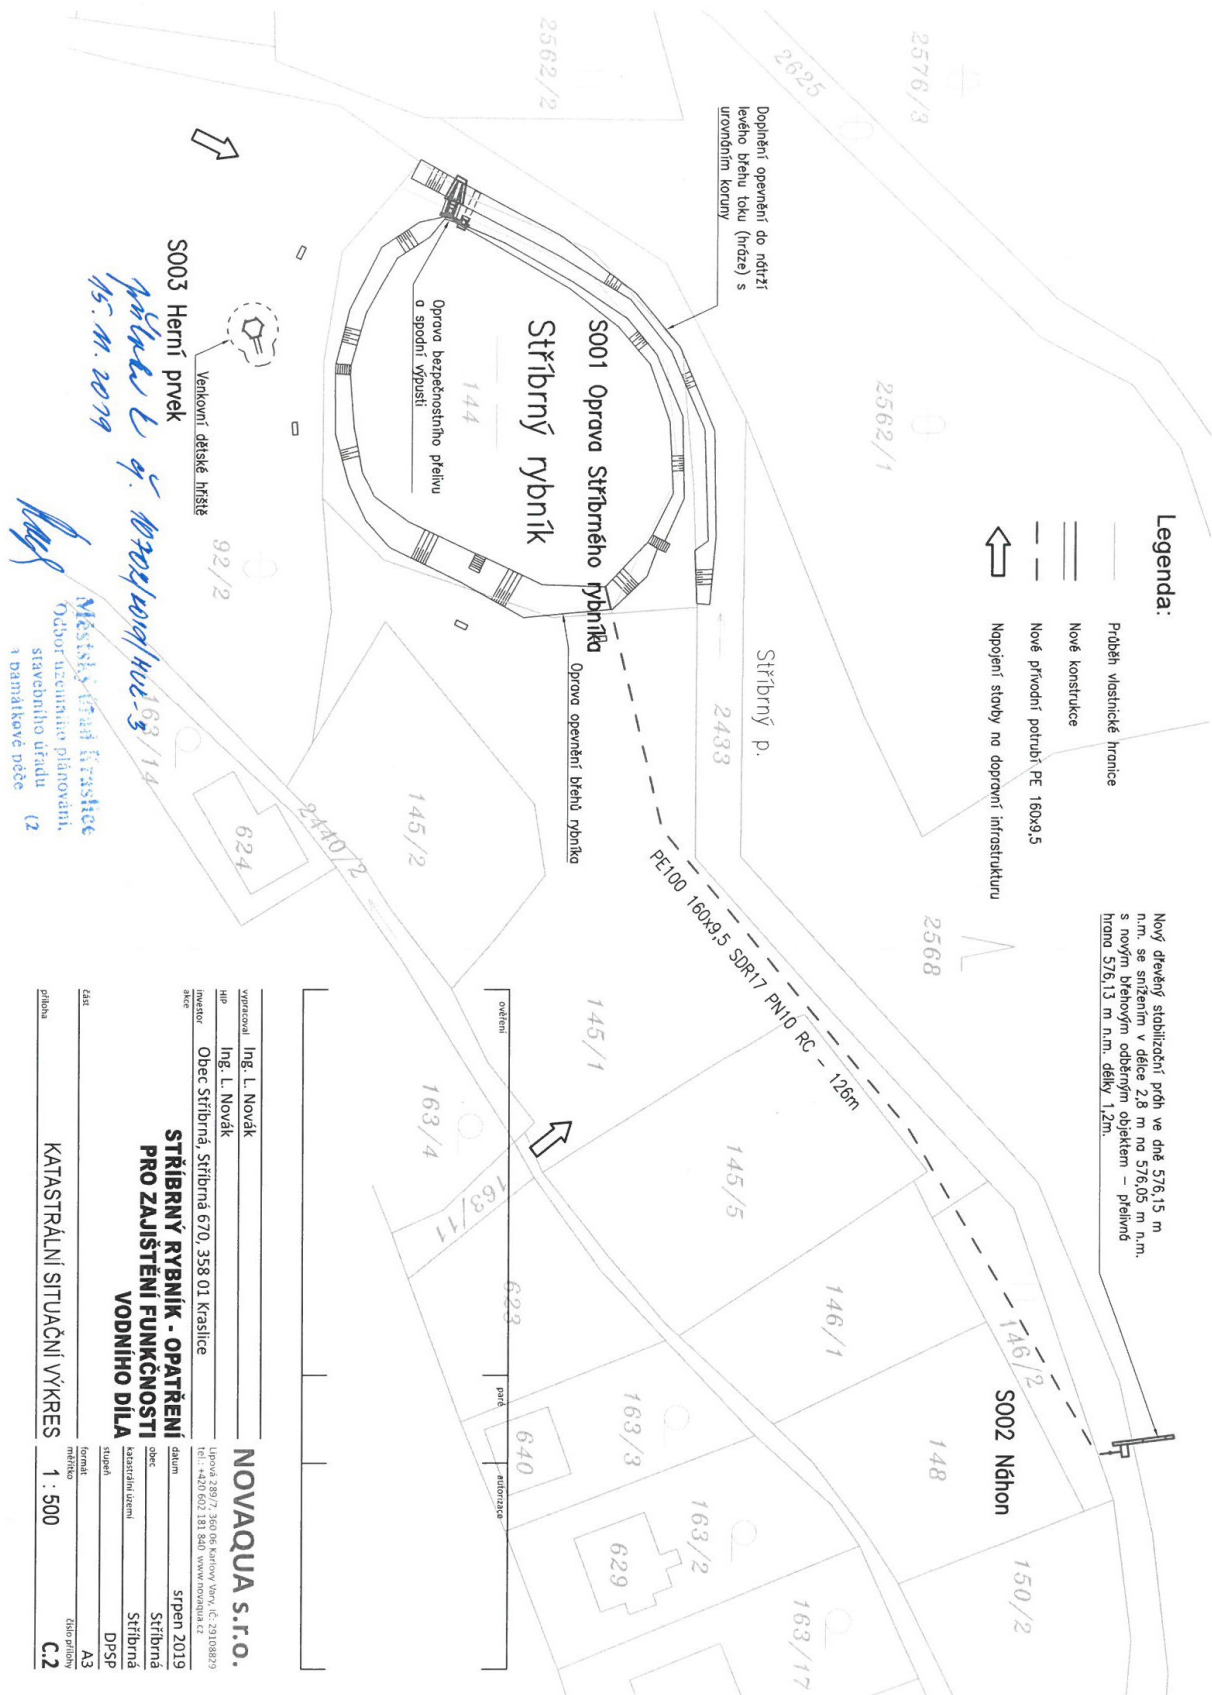 Legenda:
Průběh vlastnické hranice
Nové konstrukce
Nové přívodní potrubí PE 160x9,5
Napojení stavby na dopravní infrastrukturu
Nový dřevěný stabilizační práh ve dně 576,15 m
n.m. se snížením v délce 2,8 m na 576,05 m n.m.
s novým břehovým odběrným objektem – přelivná
hrana 576,13 m n.m. délky 1,2m.
2576/3
2625
2562/2
2562/1
2568
Doplnění opevnění do nátrží
levého břehu toku (hráze) s
urovnáním koruny
S001 Oprava Stříbrného rybníka
Stříbrný rybník
144
Oprava bezpečnostního přelivu
a spodní výpusti
Stříbrný p.
2433
Oprava opevnění břehů rybníka
PE100 160x9,5 SDR17 PN10 RC – 126m
S002 Náhon
146/2
148
150/2
146/1
145/5
145/1
145/2
S003 Herní prvek
Venkovní dětské hřiště
92/2
163/14
624
2440/2
163/4
163/11
623
640
163/3
163/2
629
163/17
15. 11. 2019
Městský úřad Kraslice
Odbor územního plánování,
stavebního úřadu
a památkové péče (2
ověření
paré
autorizace
vypracoval Ing. L. Novák
HIP Ing. L. Novák
investor Obec Stříbrná, Stříbrná 670, 358 01 Kraslice
akce
STŘÍBRNÝ RYBNÍK - OPATŘENÍ
PRO ZAJIŠTĚNÍ FUNKČNOSTI
VODNÍHO DÍLA
část
příloha
KATASTRÁLNÍ SITUAČNÍ VÝKRES
NOVAQUA s.r.o.
Lipová 289/7, 360 06 Karlovy Vary, IČ: 29108829
tel.: +420 602 181 840 www.novaqua.cz
datum srpen 2019
obec Stříbrná
katastrální území Stříbrná
stupeň DPSP
formát A3
měřítko 1 : 500
číslo přílohy C.2